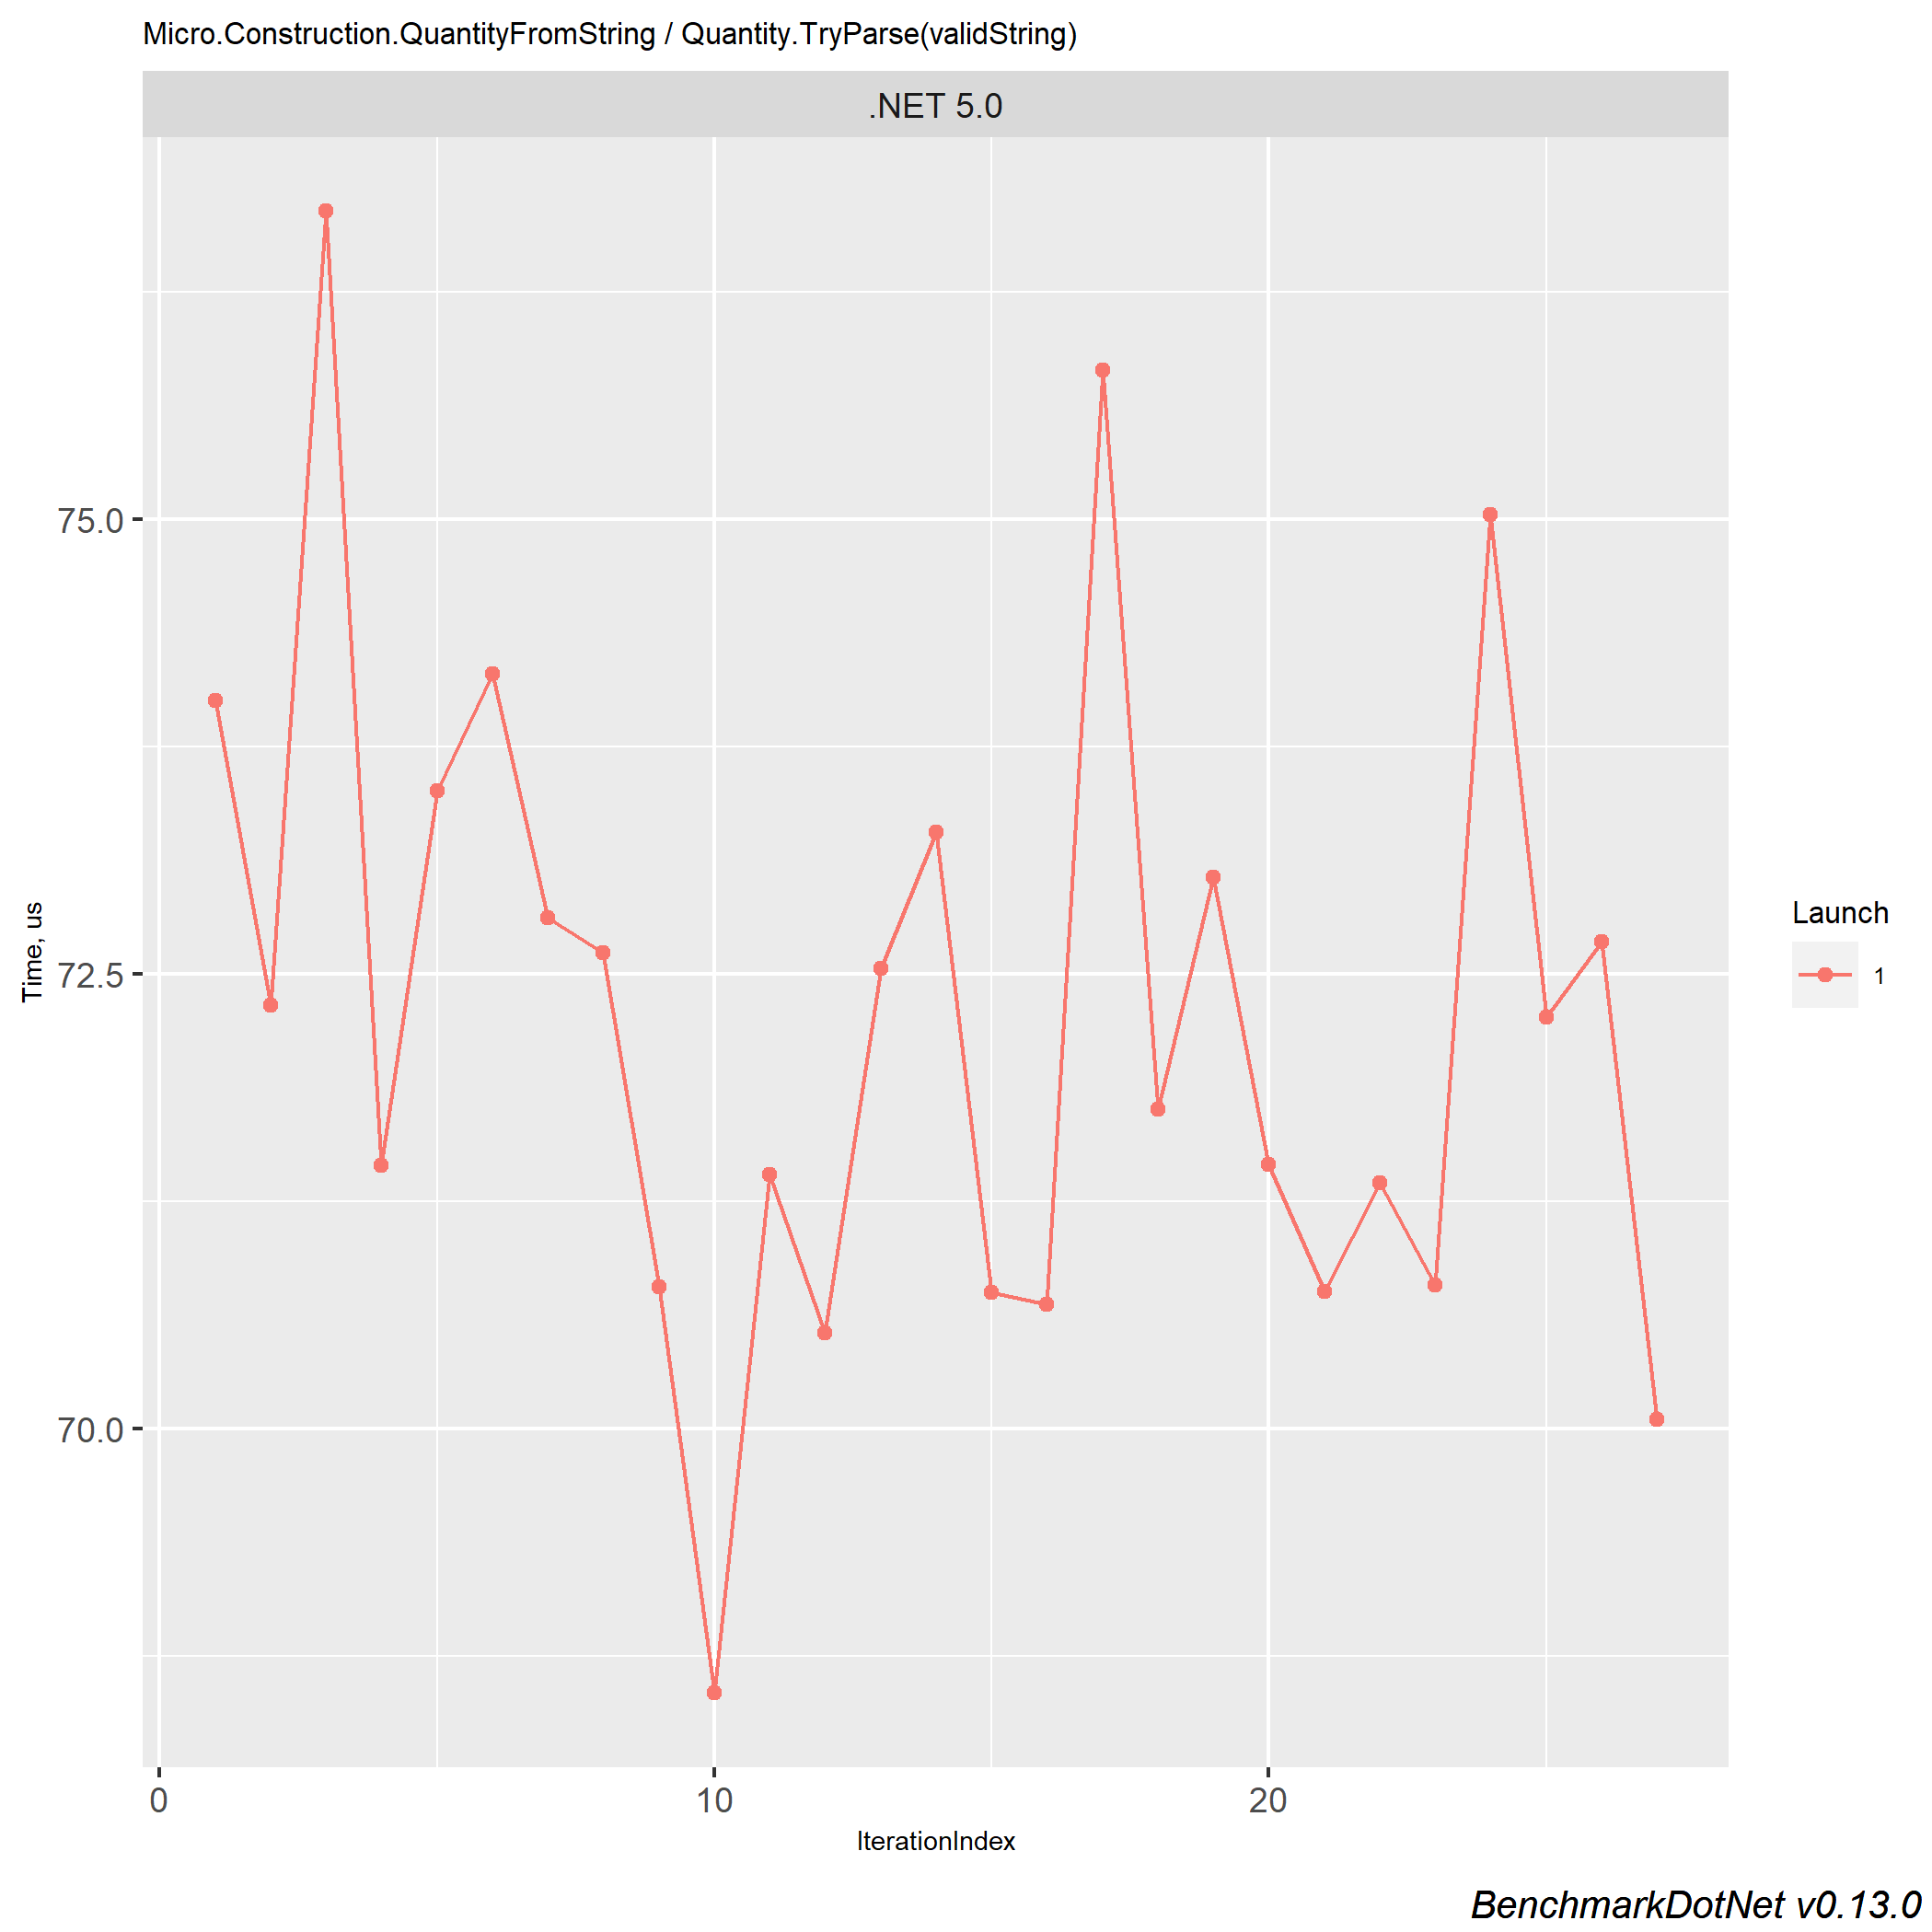 Micro.Construction.QuantityFromString / Quantity.TryParse(validString)
.NET 5.0
75.0
72.5
70.0
Time, us
0
10
20
IterationIndex
Launch
1
BenchmarkDotNet v0.13.0